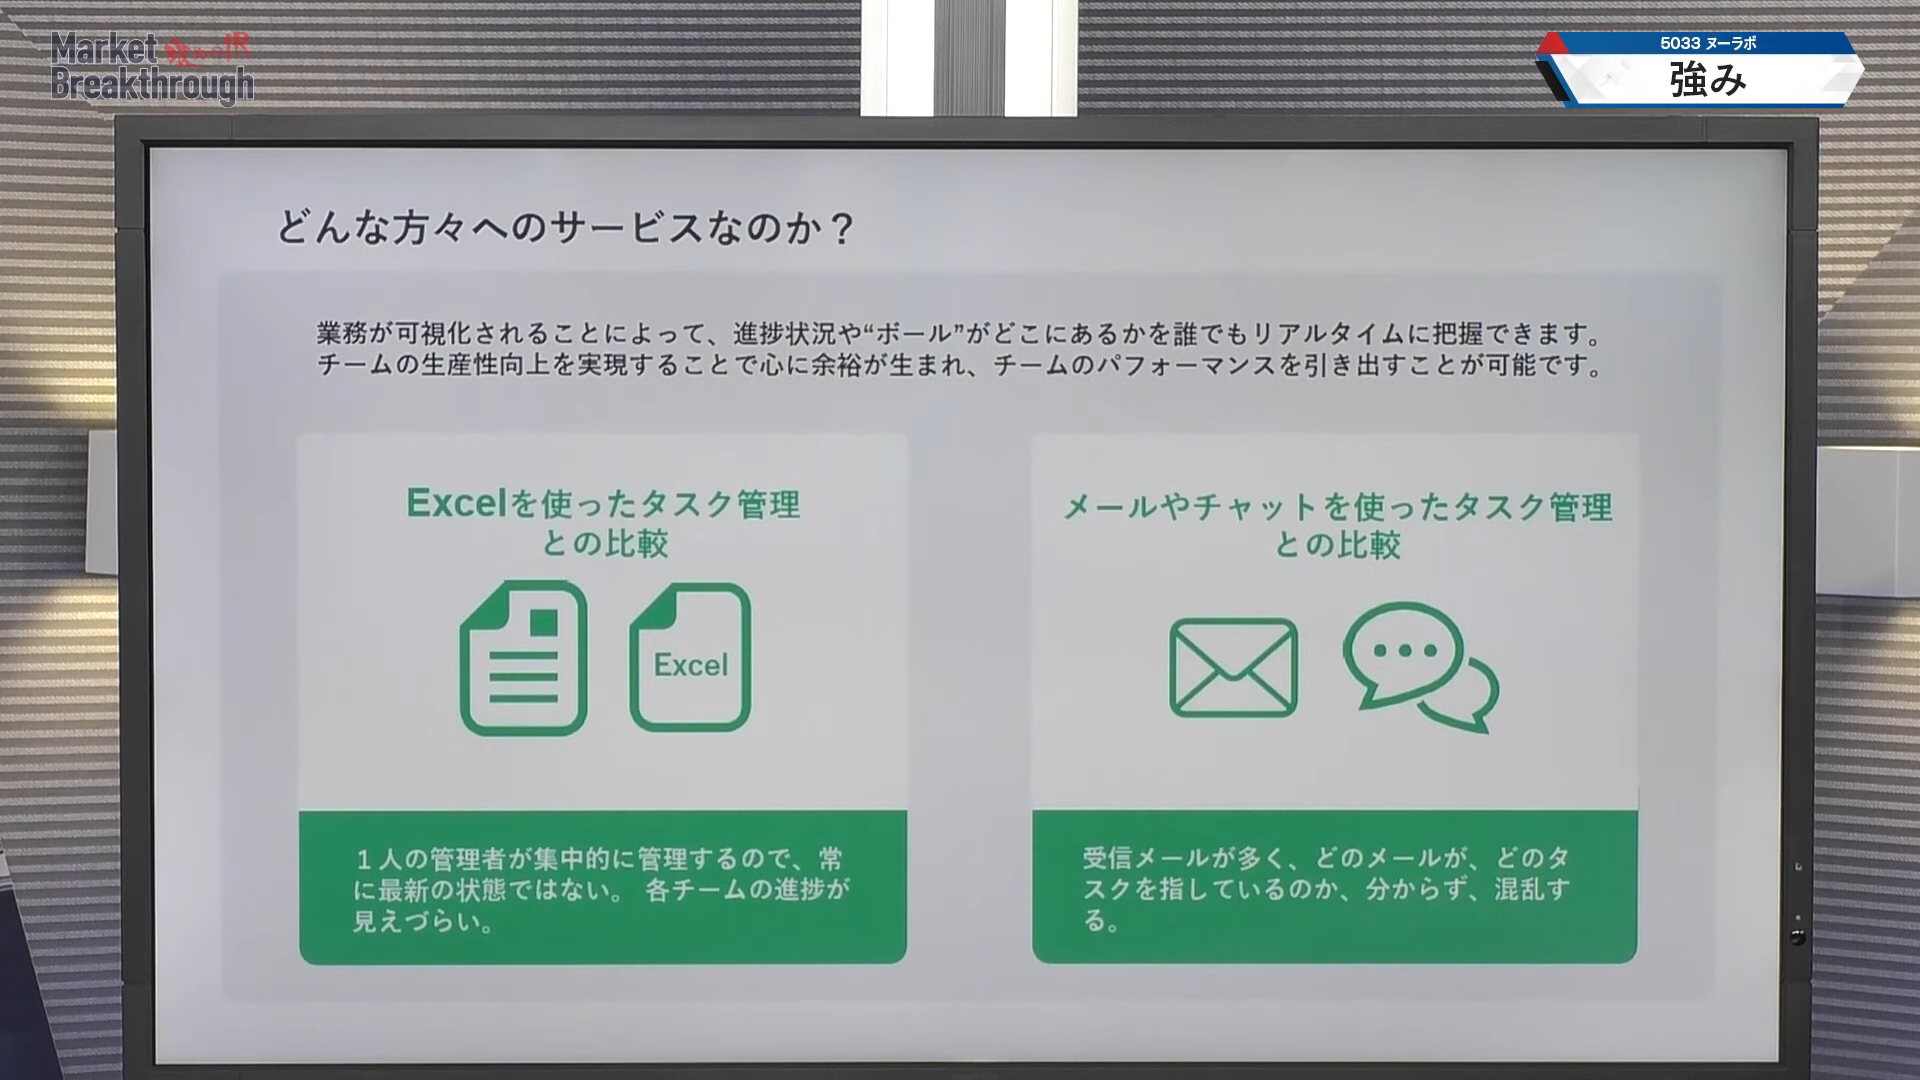 Market 攻めのIR
Breakthrough
5033 ヌーラボ
強み
どんな方々へのサービスなのか？
業務が可視化されることによって、進捗状況や“ボール”がどこにあるかを誰でもリアルタイムに把握できます。
チームの生産性向上を実現することで心に余裕が生まれ、チームのパフォーマンスを引き出すことが可能です。
Excelを使ったタスク管理
との比較
Excel
１人の管理者が集中的に管理するので、常
に最新の状態ではない。 各チームの進捗が
見えづらい。
メールやチャットを使ったタスク管理
との比較
受信メールが多く、どのメールが、どのタ
スクを指しているのか、分からず、混乱す
る。